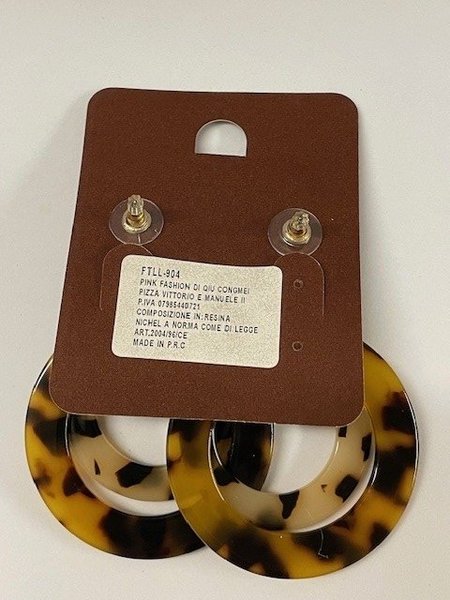 FTLL-904
PINK FASHION DI QIU CONGMEI
PIZZA VITTORIO E MANUELE II
P.IVA 07985440721
COMPOSIZIONE IN:RESINA
NICHEL A NORMA COME DI LEGGE
ART.2004/96/CE
MADE IN P.R.C